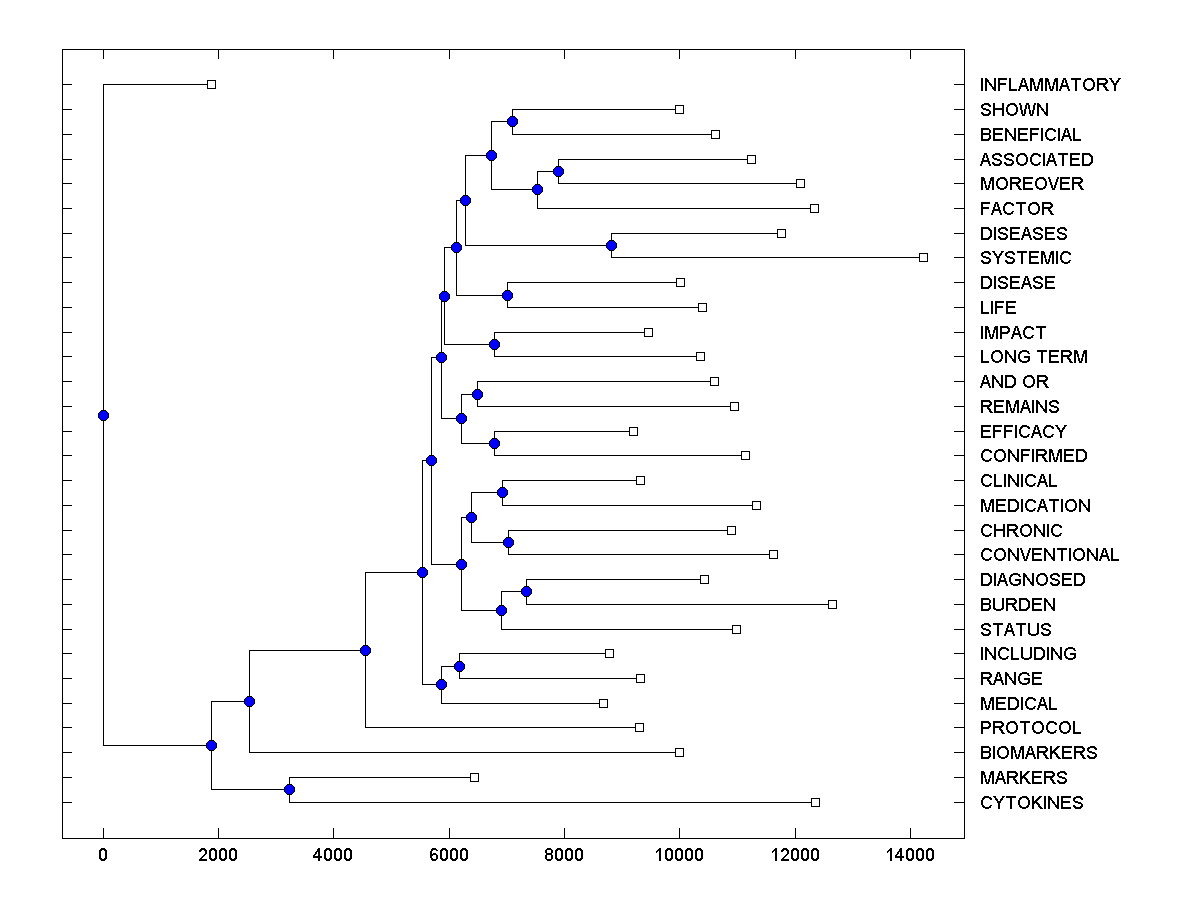 INFLAMMATORY
SHOWN
BENEFICIAL
ASSOCIATED
MOREOVER
FACTOR
DISEASES
SYSTEMIC
DISEASE
LIFE
IMPACT
LONG TERM
AND OR
REMAINS
EFFICACY
CONFIRMED
CLINICAL
MEDICATION
CHRONIC
CONVENTIONAL
DIAGNOSED
BURDEN
STATUS
INCLUDING
RANGE
MEDICAL
PROTOCOL
BIOMARKERS
MARKERS
CYTOKINES
0 2000 4000 6000 8000 10000 12000 14000